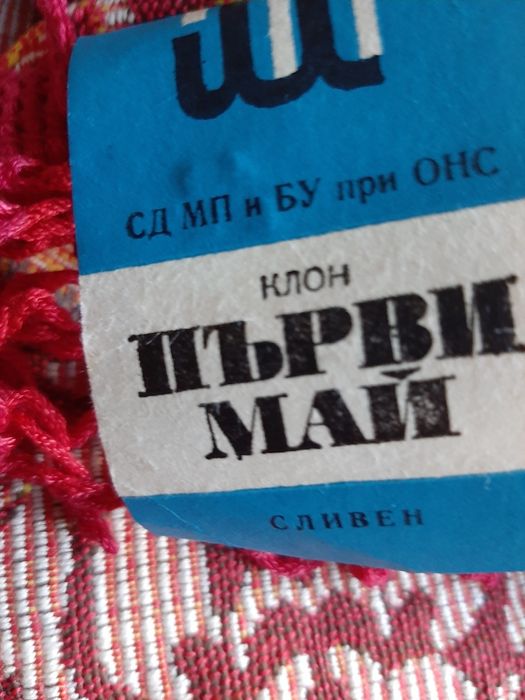 СД МП и БУ при ОНС
КЛОН
ПЪРВИ
МАЙ
СЛИВЕН